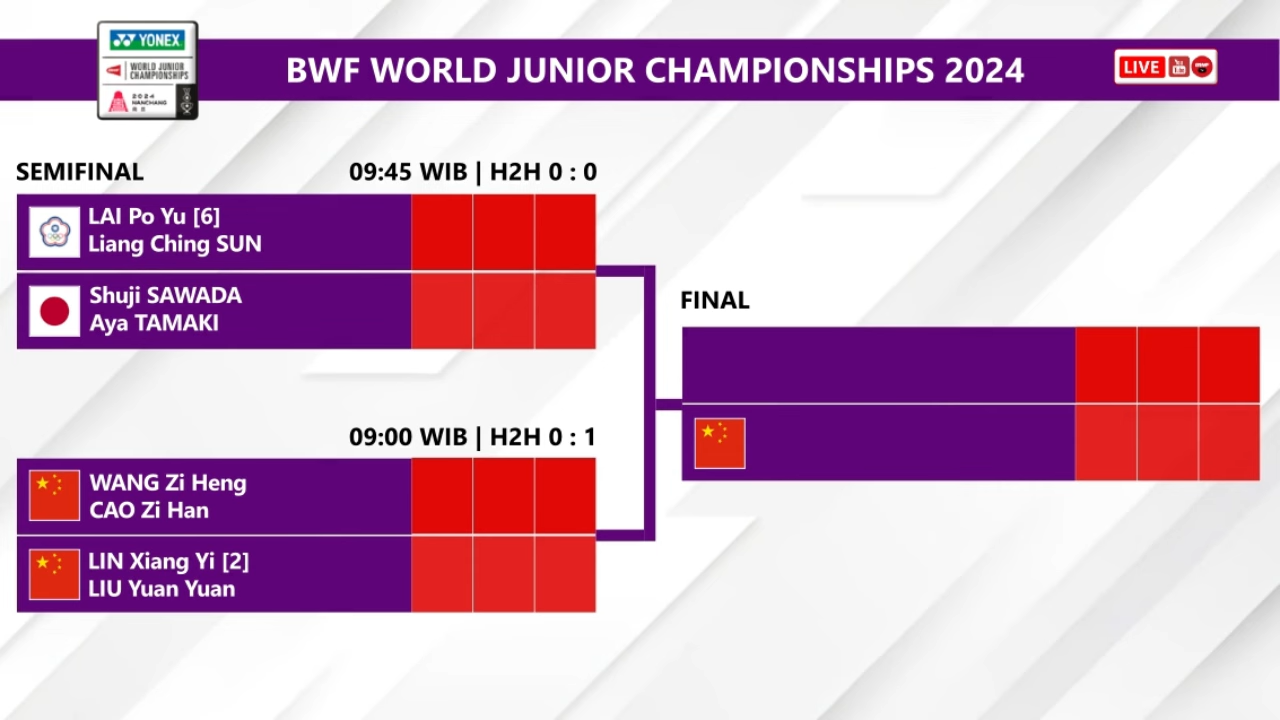 YONEX
WORLD JUNIOR
CHAMPIONSHIPS
2024
NANCHANG
BWF WORLD JUNIOR CHAMPIONSHIPS 2024
LIVE
You
SEMIFINAL
09:45 WIB | H2H 0 : 0
LAI Po Yu [6]
Liang Ching SUN
Shuji SAWADA
Aya TAMAKI
FINAL
09:00 WIB | H2H 0 : 1
WANG Zi Heng
CAO Zi Han
LIN Xiang Yi [2]
LIU Yuan Yuan